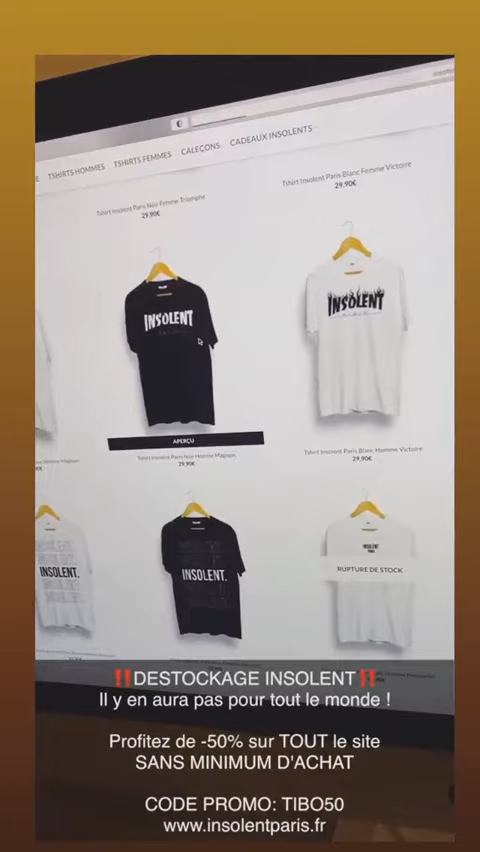 TSHIRTS HOMMES TSHIRTS FEMMES CALEÇONS CADEAUX INSOLENTS
Tshirt Insolent Paris Noir Femme Triomphe
29,90€
Tshirt Insolent Paris Blanc Femme Victoire
29,90€
INSOLENT
INSOLENT
APERÇU
Tshirt Insolent Paris Noir Homme Magnum
29,90€
Tshirt Insolent Paris Blanc Homme Victoire
29,90€
INSOLENT.
INSOLENT.
INSOLENT
PARIS
RUPTURE DE STOCK
‼️DESTOCKAGE INSOLENT‼️
Il y en aura pas pour tout le monde !
Profitez de -50% sur TOUT le site
SANS MINIMUM D'ACHAT
CODE PROMO: TIBO50
www.insolentparis.fr